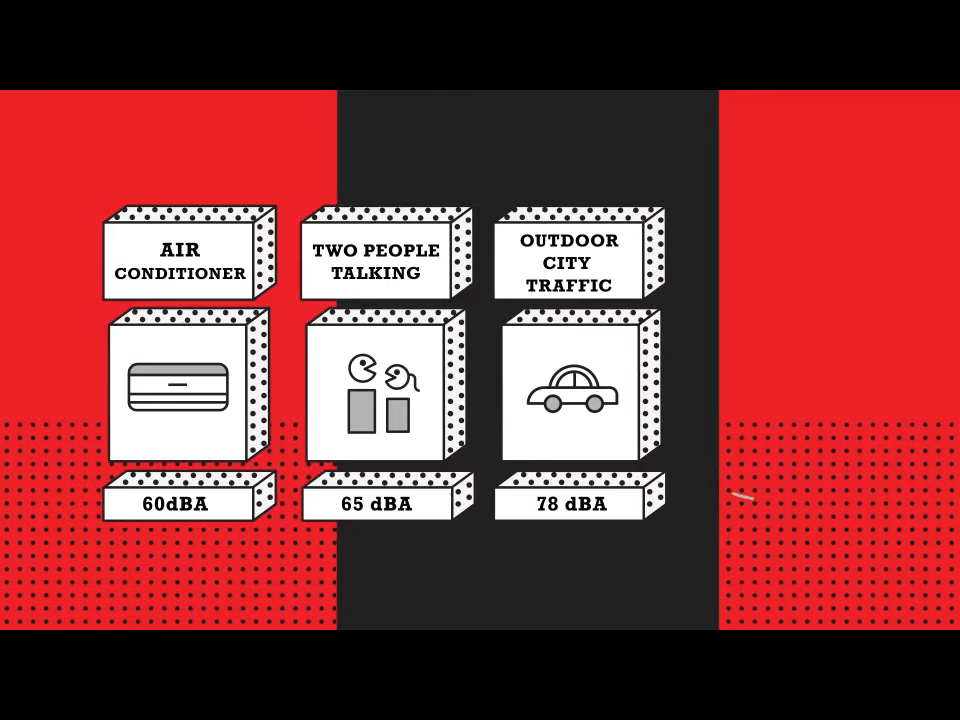 AIR
CONDITIONER
TWO PEOPLE
TALKING
OUTDOOR
CITY
TRAFFIC
60dBA
65 dBA
78 dBA